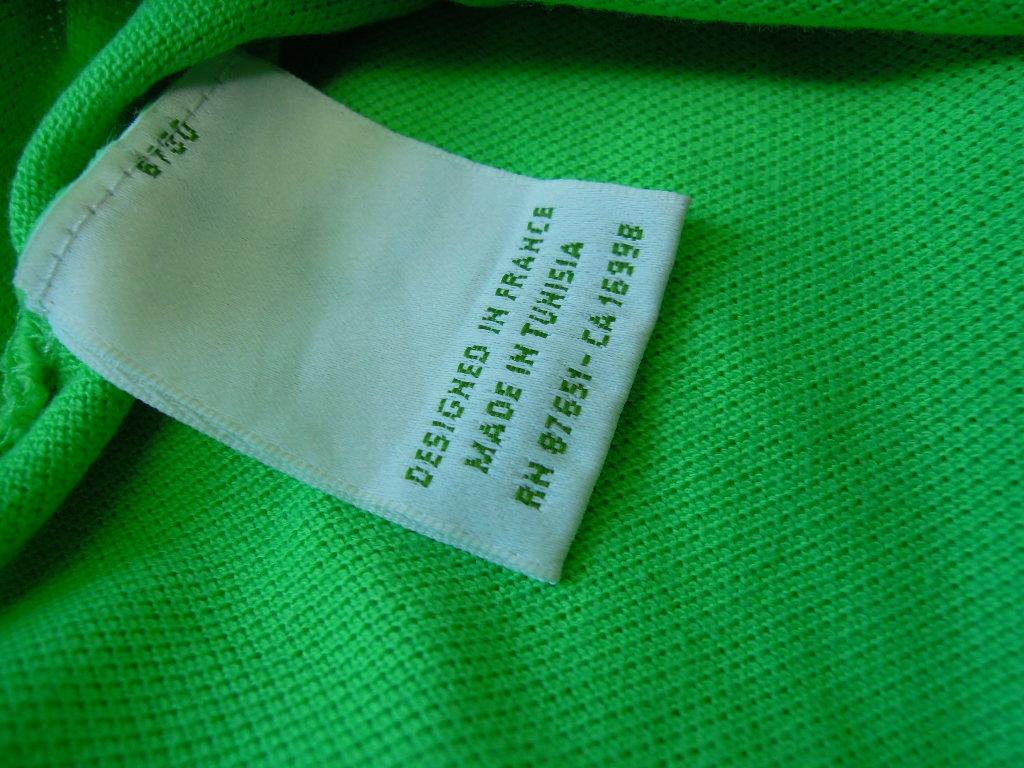 DESIGNED IN FRANCE
MADE IN TUNISIA
RN 87651-CA 16998